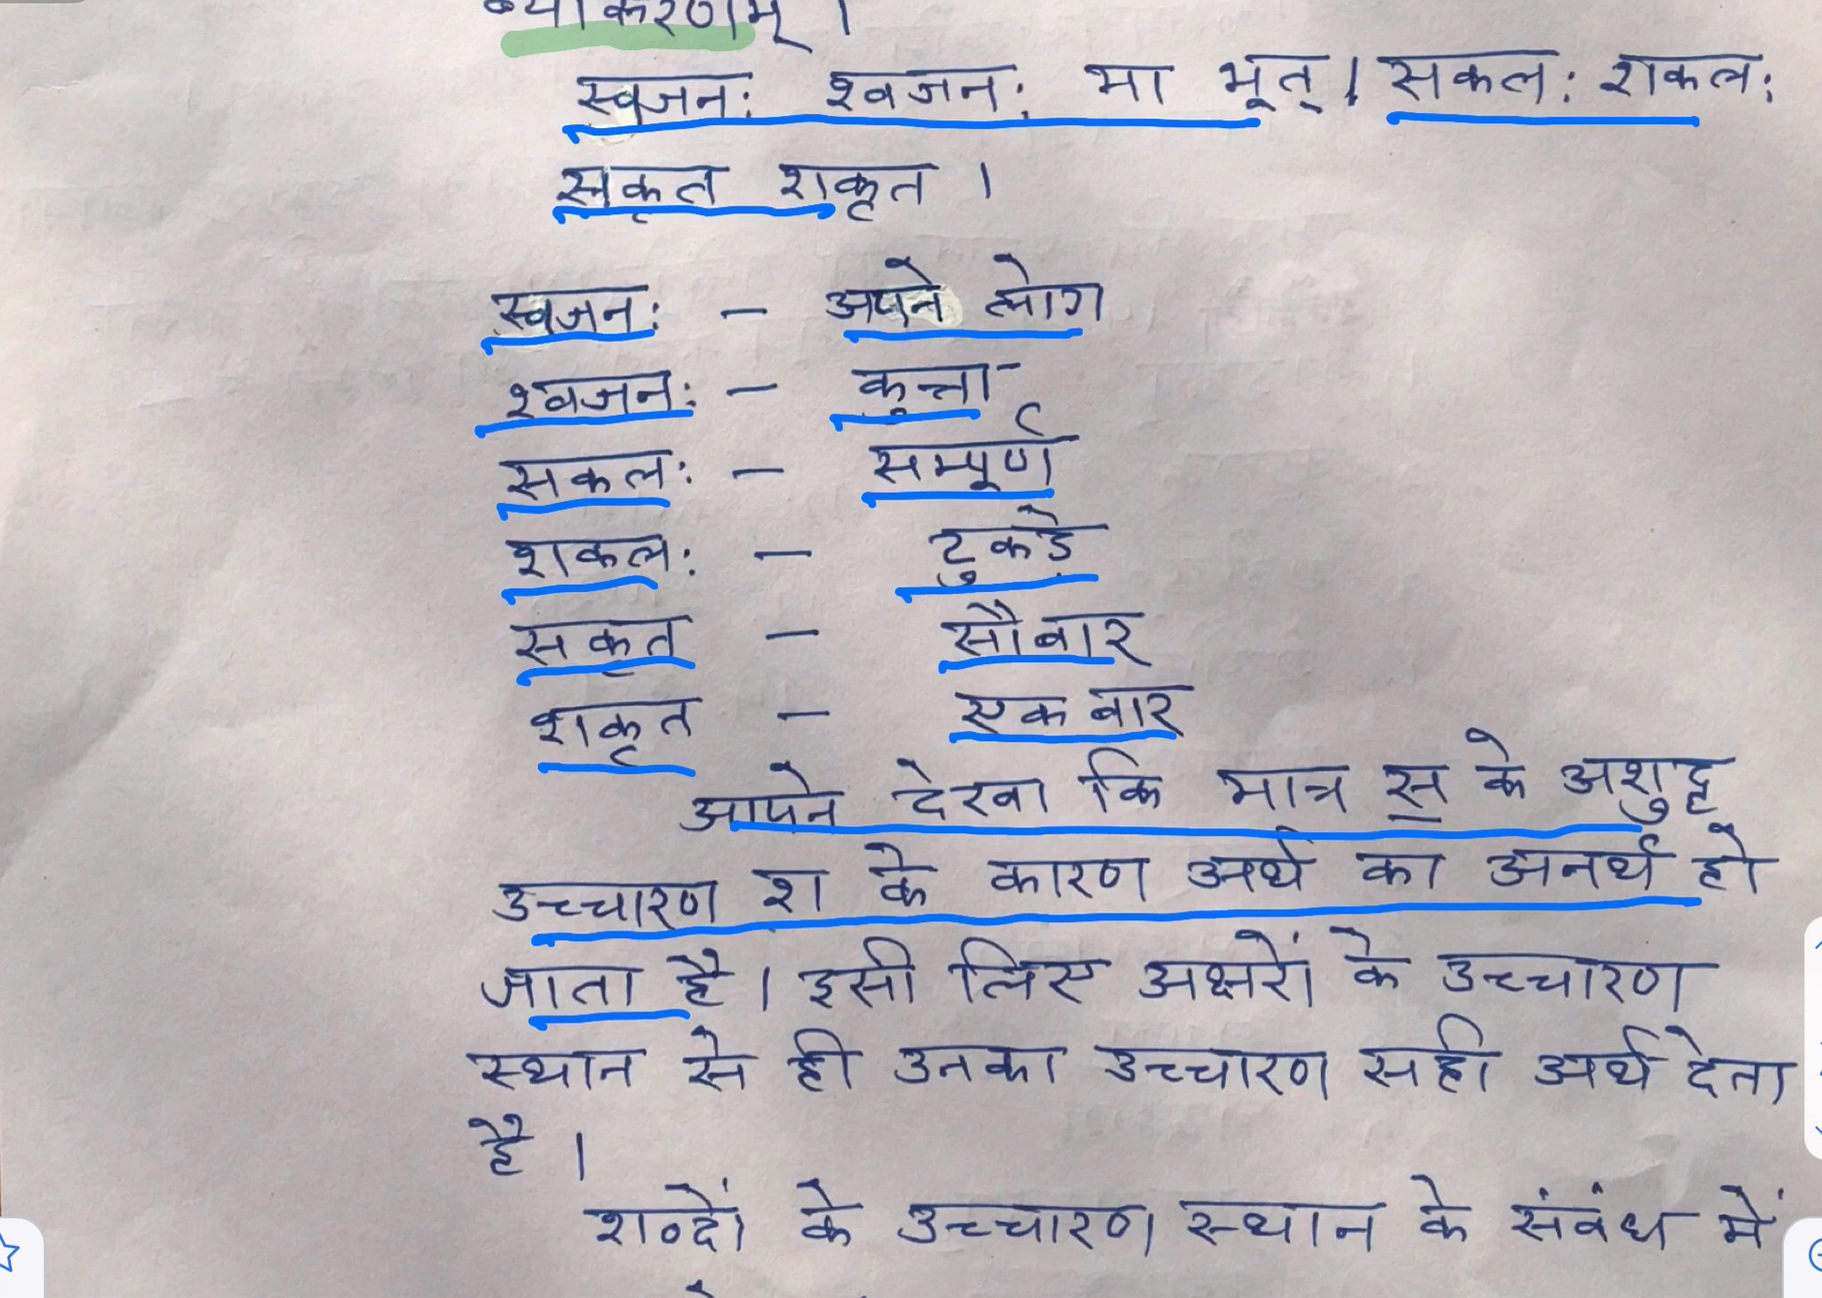 व्याकरणम् ।
स्वजनः श्वजनः मा भूत् । सकलः शकलः
सकृत शकृत ।
स्वजनः - अपने लोग
श्वजनः - कुत्ता
सकलः - सम्पूर्ण
शकलः - टुकड़े
सकृत - सौबार
शकृत - एक बार
आपने देखा कि मात्र स के अशुद्ध
उच्चारण श के कारण अर्थ का अनर्थ हो
जाता है । इसी लिए अक्षरों के उच्चारण
स्थान से ही उनका उच्चारण सही अर्थ देता
है ।
शब्दों के उच्चारण स्थान के संबंध में